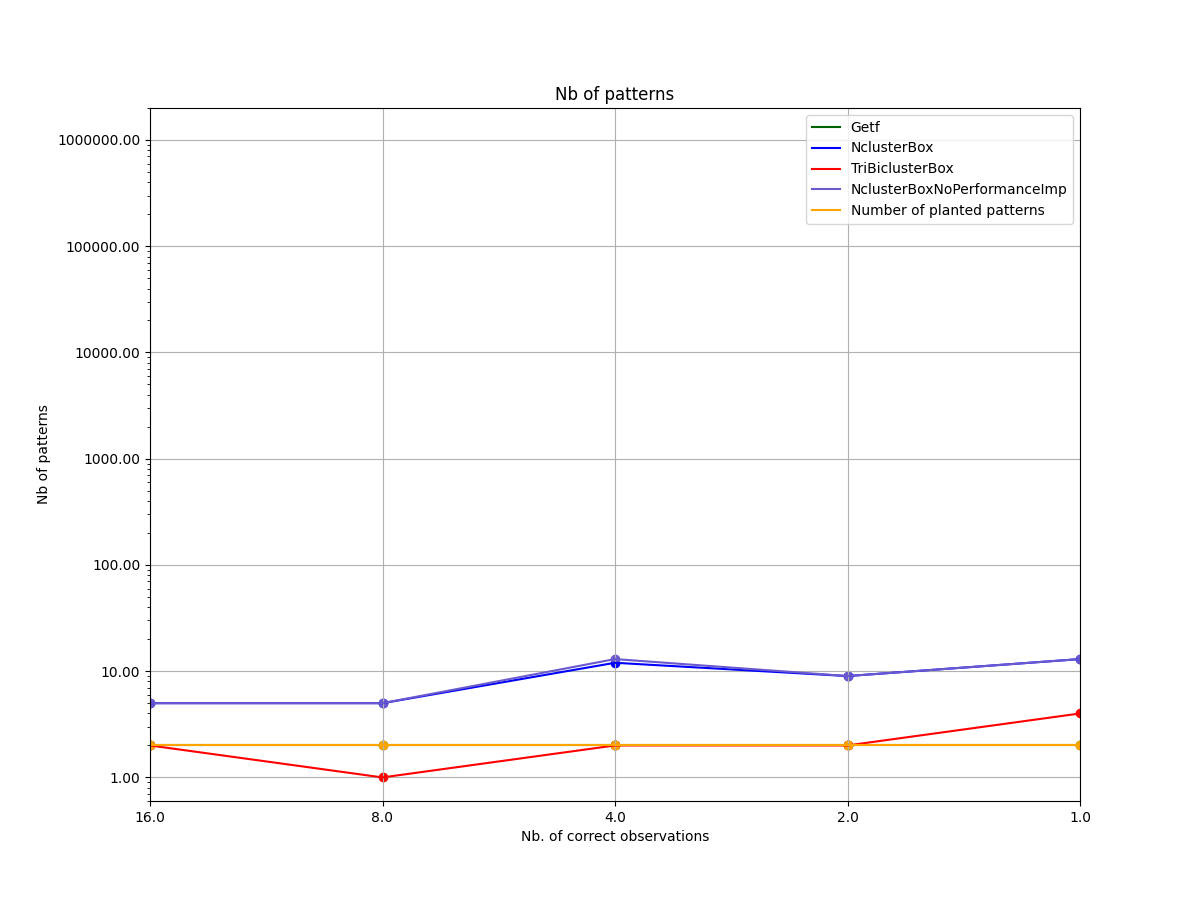 Nb of patterns
Getf
NclusterBox
TriBiclusterBox
NclusterBoxNoPerformanceImp
Number of planted patterns
1000000.00
100000.00
10000.00
1000.00
100.00
10.00
1.00
Nb of patterns
16.0 8.0 4.0 2.0 1.0
Nb. of correct observations